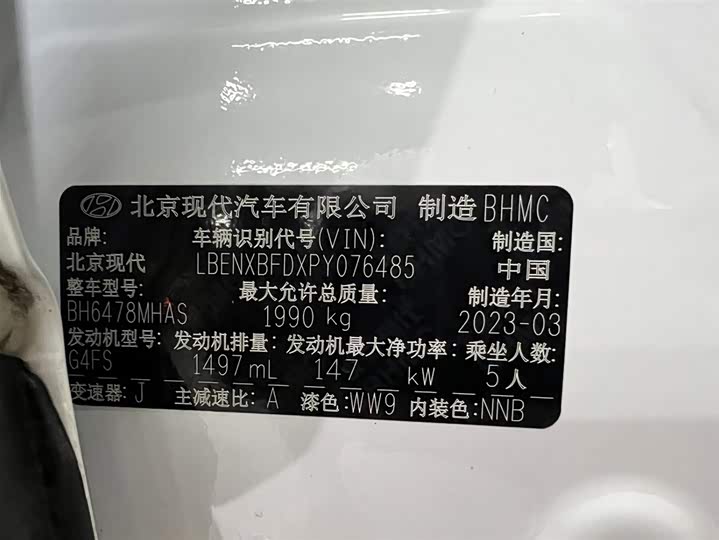 北京现代汽车有限公司 制造 BHMC
品牌: 车辆识别代号(VIN): 制造国:
北京现代 LBENXBFDXPY076485 中国
整车型号: 最大允许总质量: 制造年月:
BH6478MHAS 1990 kg 2023-03
发动机型号: 发动机排量: 发动机最大净功率: 乘坐人数:
G4FS 1497 mL 147 kW 5 人
变速器: J 主减速比: A 漆色: WW9 内装色: NNB